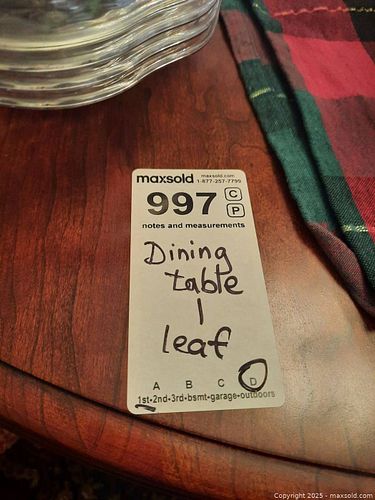 maxsold maxsold.com
1-877-257-7799
997 C
P
notes and measurements
Dining
table
1
leaf
A B C D
1st•2nd•3rd•bsmt•garage•outdoors
Copyright 2025 - maxsold.com